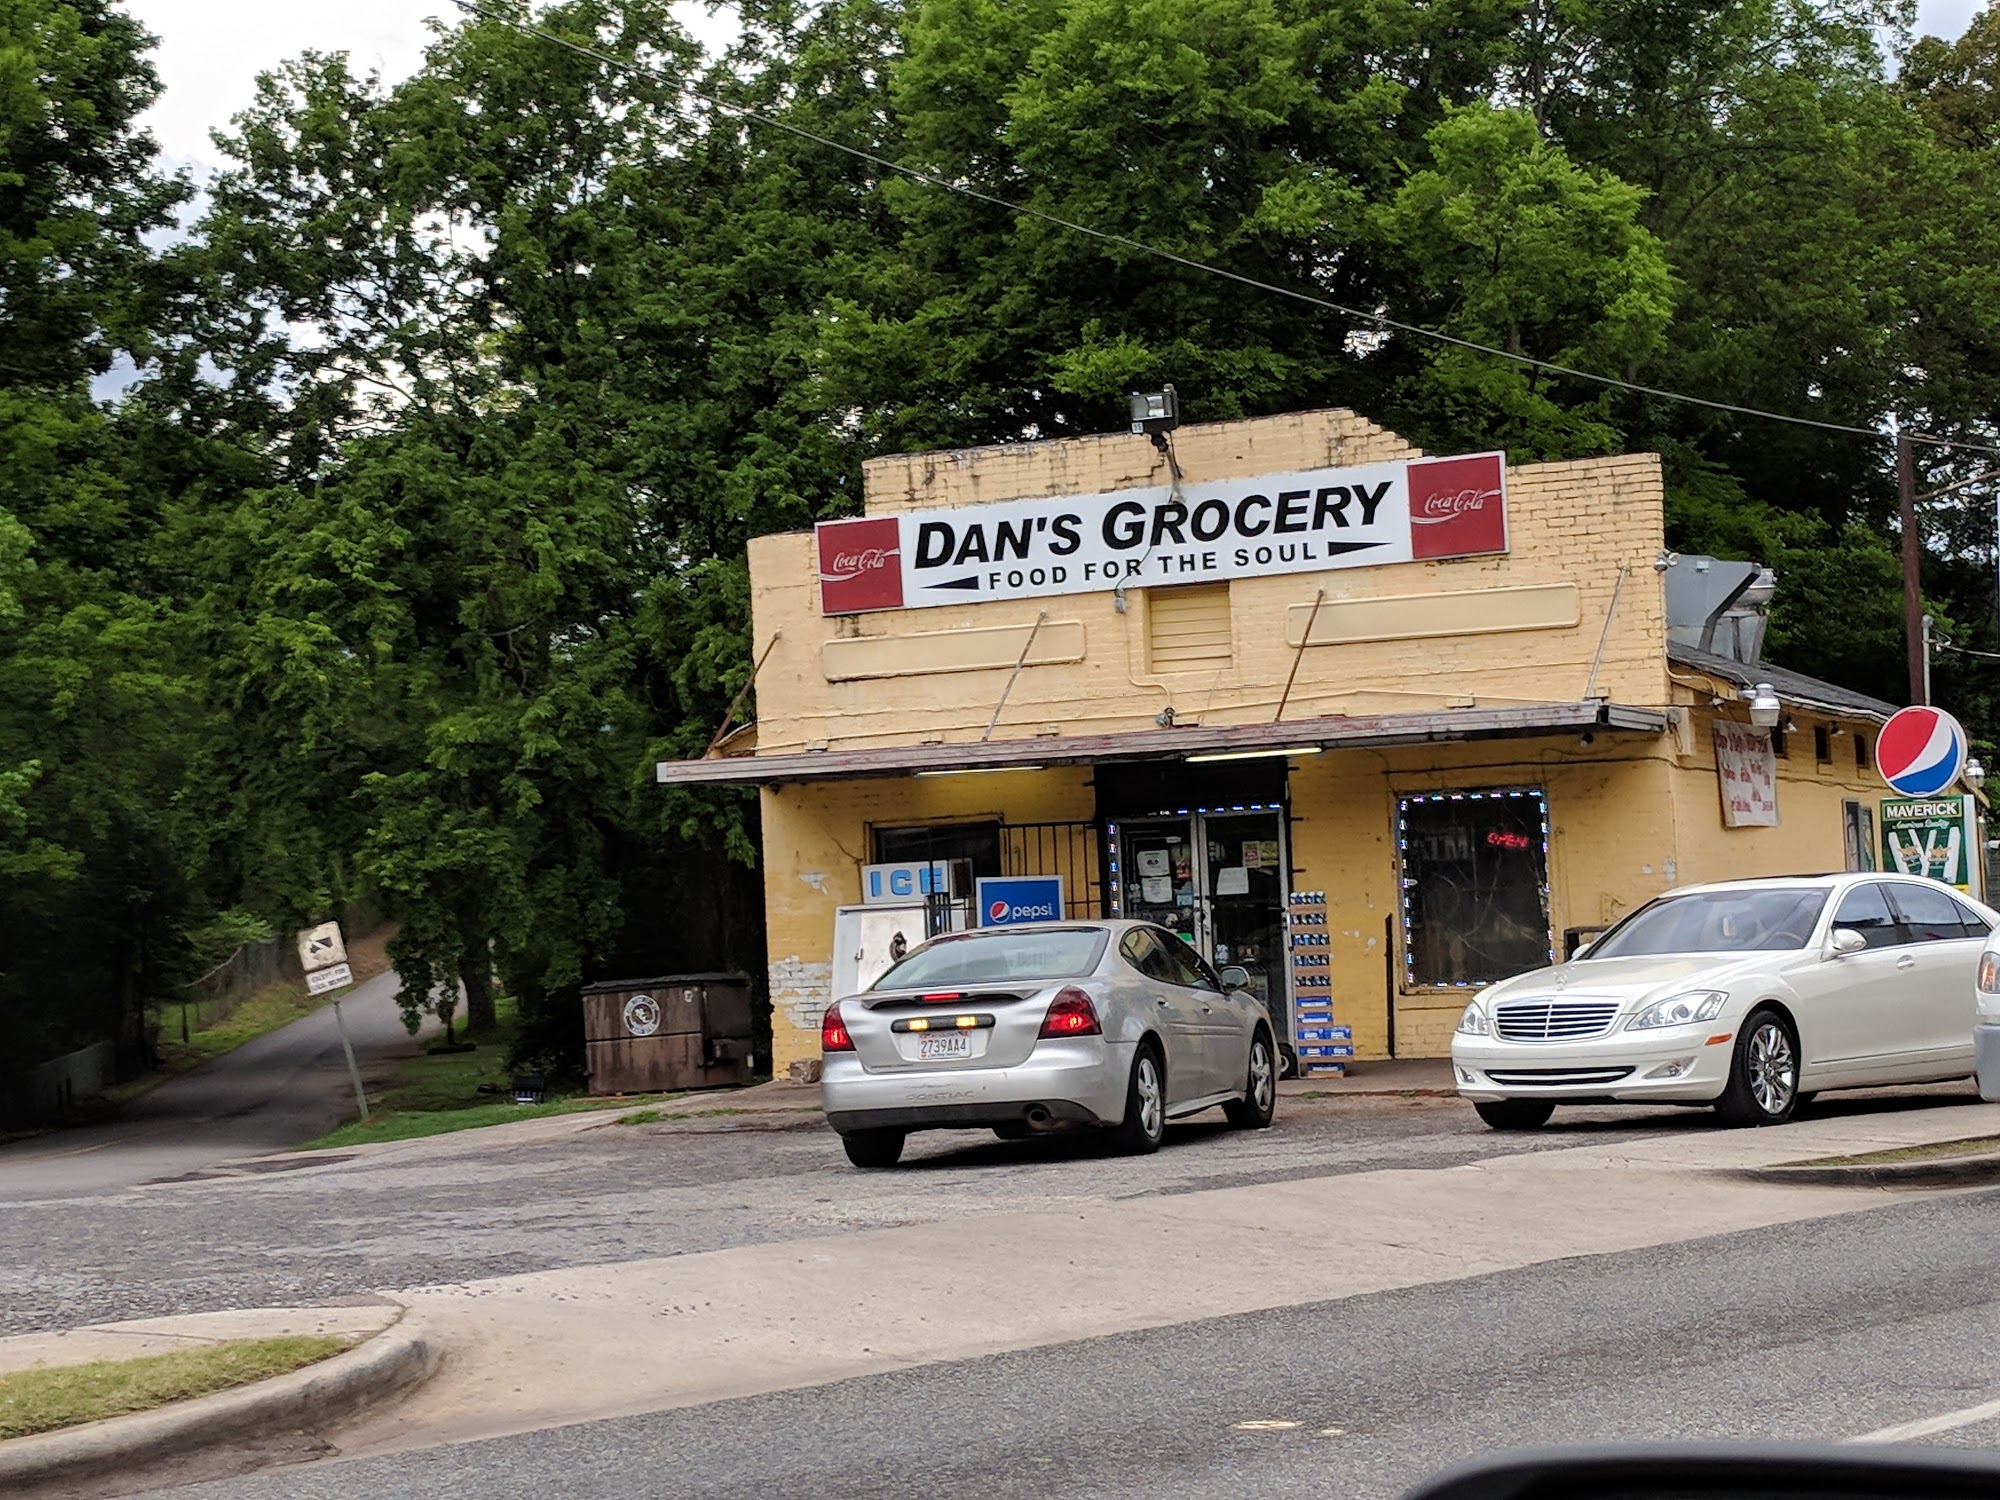 Coca-Cola
DAN'S GROCERY
FOOD FOR THE SOUL
Coca-Cola
OPEN
ICE
pepsi
MAVERICK
2739AA4
PONTIAC